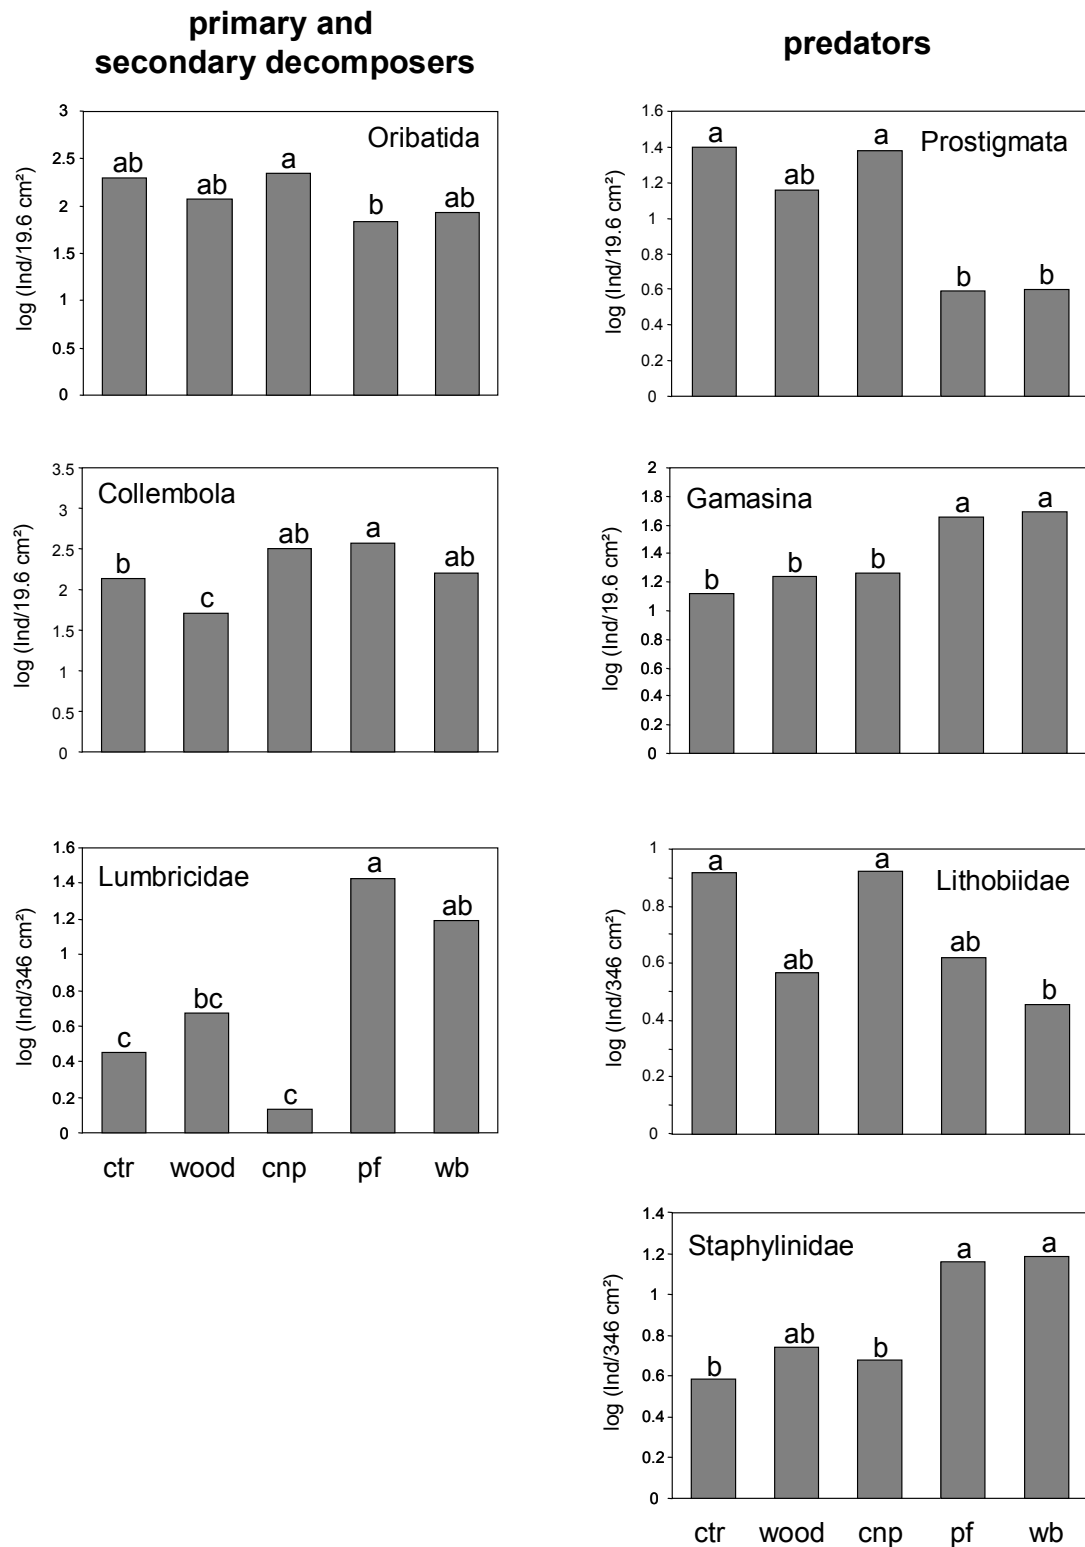 primary and
secondary decomposers
predators
3
2.5
2
1.5
1
0.5
0
log (Ind/19.6 cm²)
Oribatida
ab
ab
a
b
ab
1.6
1.4
1.2
1
0.8
0.6
0.4
0.2
0
log (Ind/19.6 cm²)
Prostigmata
a
ab
a
b
b
3.5
3
2.5
2
1.5
1
0.5
0
log (Ind/19.6 cm²)
Collembola
b
c
ab
a
ab
2
1.8
1.6
1.4
1.2
1
0.8
0.6
0.4
0.2
0
log (Ind/19.6 cm²)
Gamasina
b
b
b
a
a
1.6
1.4
1.2
1
0.8
0.6
0.4
0.2
0
log (Ind/346 cm²)
Lumbricidae
c
bc
c
a
ab
ctr wood cnp pf wb
1
0.8
0.6
0.4
0.2
0
log (Ind/346 cm²)
Lithobiidae
a
ab
a
ab
b
1.4
1.2
1
0.8
0.6
0.4
0.2
0
log (Ind/346 cm²)
Staphylinidae
b
ab
b
a
a
ctr wood cnp pf wb